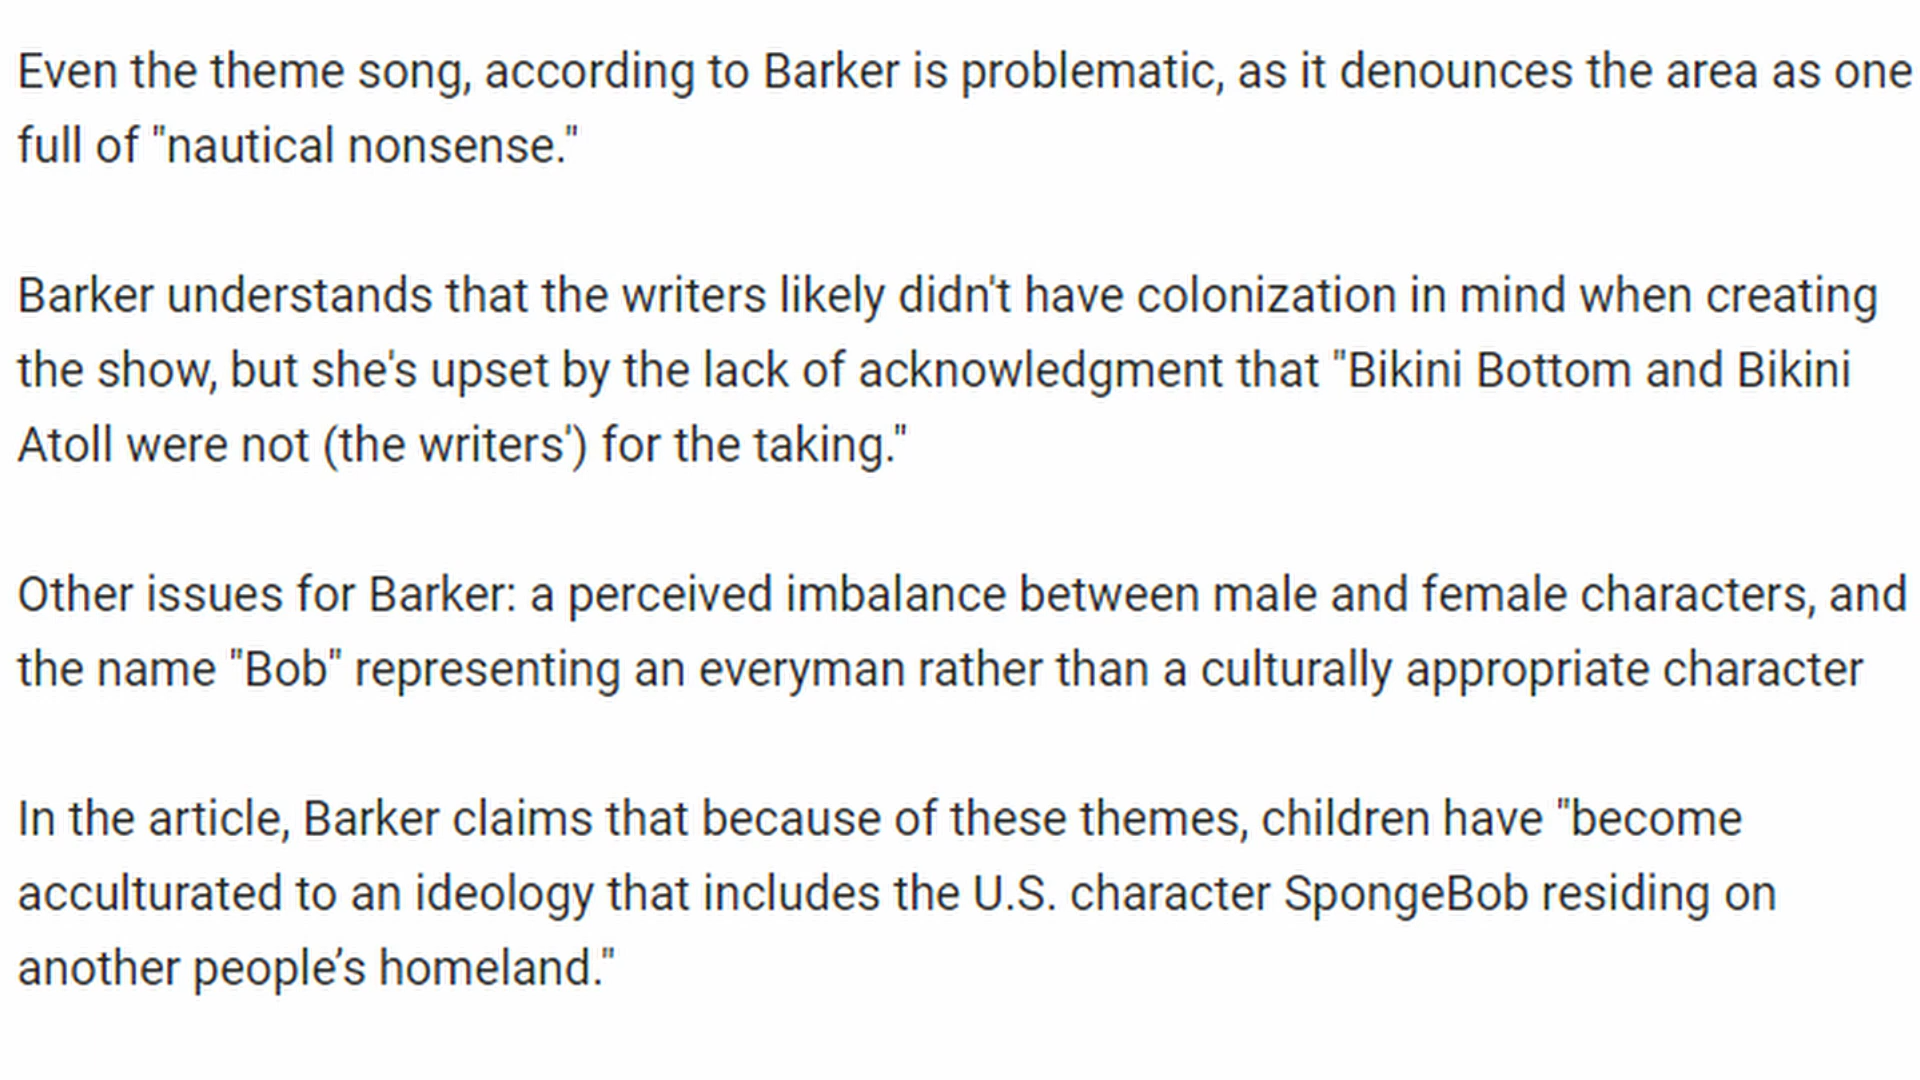 Even the theme song, according to Barker is problematic, as it denounces the area as one
full of "nautical nonsense."
Barker understands that the writers likely didn't have colonization in mind when creating
the show, but she's upset by the lack of acknowledgment that "Bikini Bottom and Bikini
Atoll were not (the writers') for the taking."
Other issues for Barker: a perceived imbalance between male and female characters, and
the name "Bob" representing an everyman rather than a culturally appropriate character
In the article, Barker claims that because of these themes, children have "become
acculturated to an ideology that includes the U.S. character SpongeBob residing on
another people’s homeland."